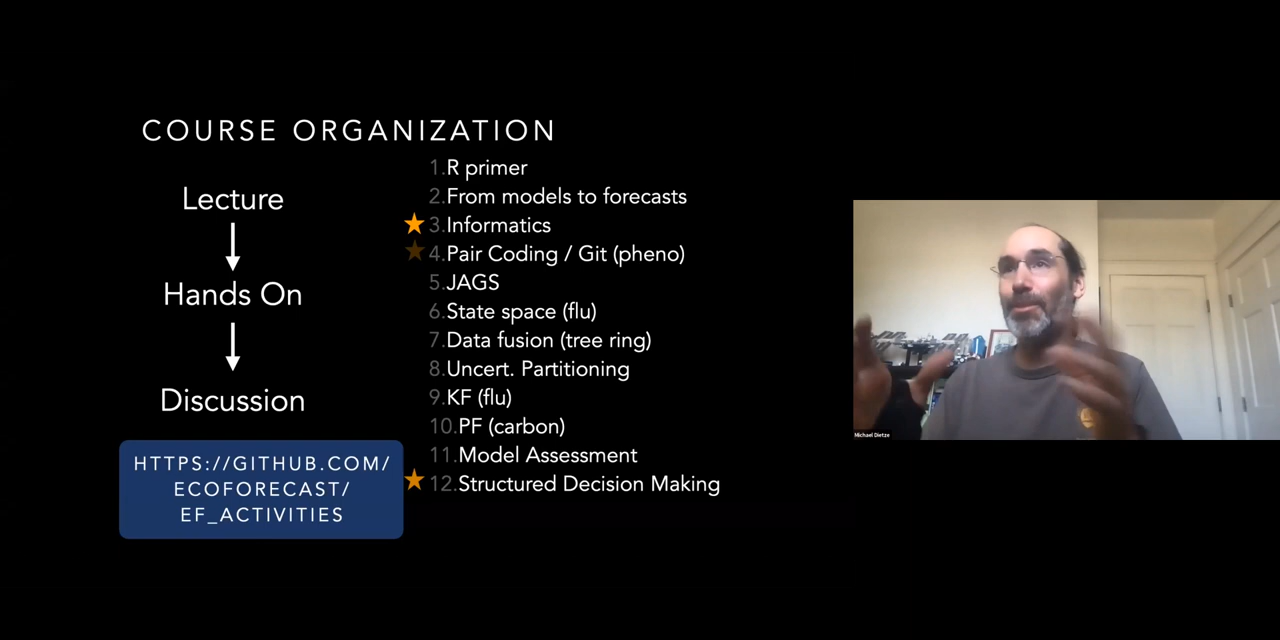 COURSE ORGANIZATION
Lecture
Hands On
Discussion
HTTPS://GITHUB.COM/
ECOFORECAST/
EF_ACTIVITIES
1.R primer
2.From models to forecasts
3.Informatics
4.Pair Coding / Git (pheno)
5.JAGS
6.State space (flu)
7.Data fusion (tree ring)
8.Uncert. Partitioning
9.KF (flu)
10.PF (carbon)
11.Model Assessment
12.Structured Decision Making
Michael Dietze